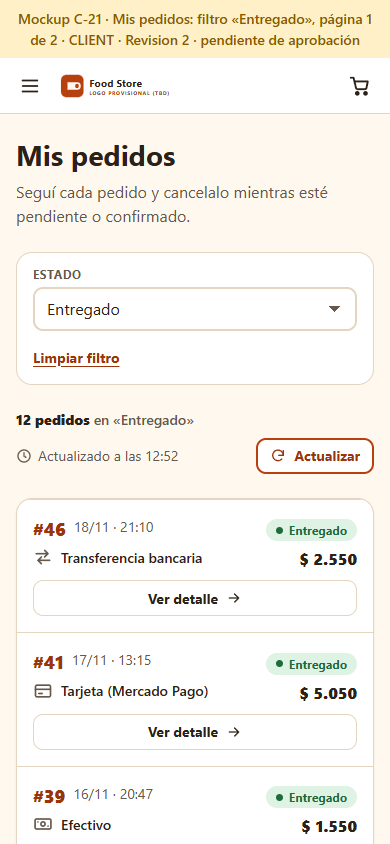 Mockup C-21 · Mis pedidos: filtro «Entregado», página 1
de 2 · CLIENT · Revision 2 · pendiente de aprobación
Food Store
LOGO PROVISIONAL (TBD)
Mis pedidos
Seguí cada pedido y cancelalo mientras esté
pendiente o confirmado.
ESTADO
Entregado
Limpiar filtro
12 pedidos en «Entregado»
Actualizado a las 12:52
Actualizar
#46 18/11 · 21:10 Entregado
Transferencia bancaria $ 2.550
Ver detalle
#41 17/11 · 13:15 Entregado
Tarjeta (Mercado Pago) $ 5.050
Ver detalle
#39 16/11 · 20:47 Entregado
Efectivo $ 1.550